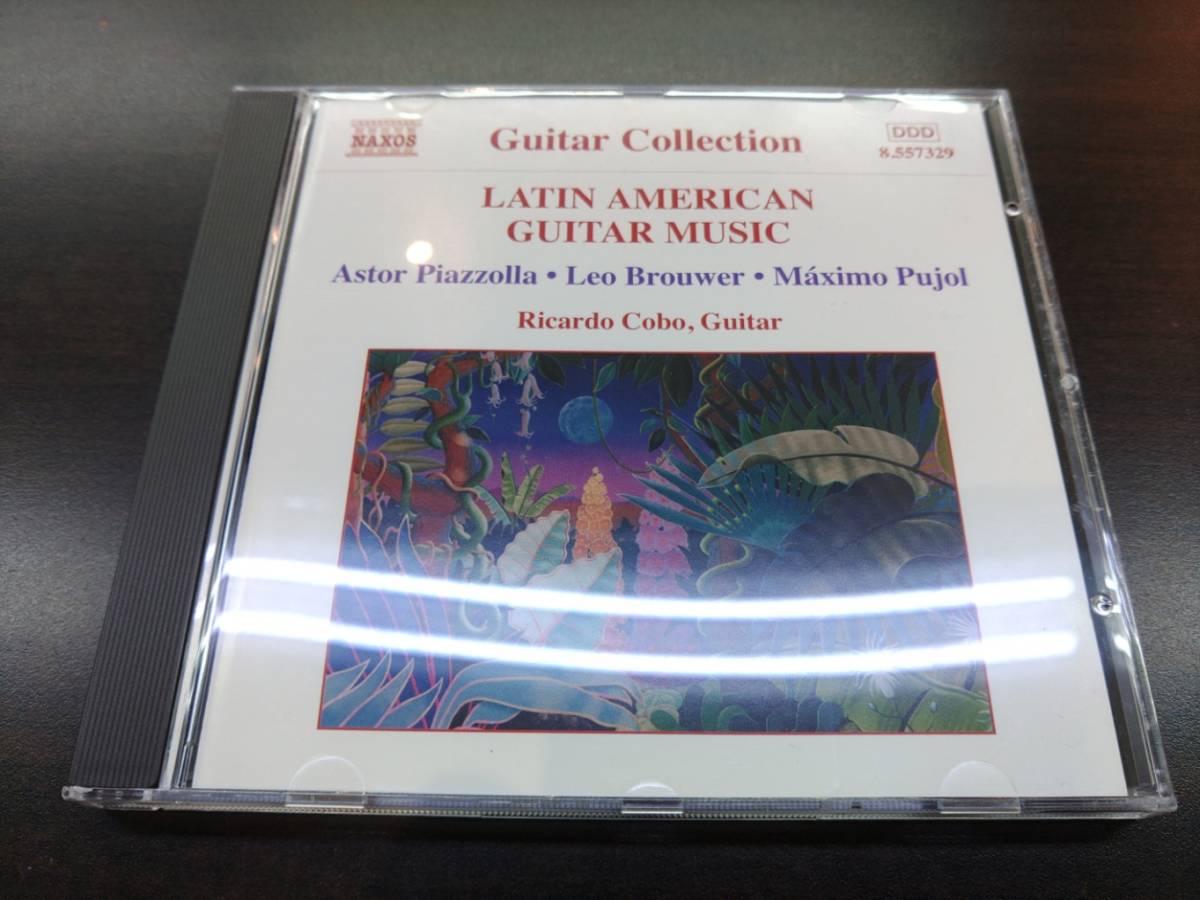 NAXOS
Guitar Collection
DDD
8.557329
LATIN AMERICAN
GUITAR MUSIC
Astor Piazzolla • Leo Brouwer • Máximo Pujol
Ricardo Cobo, Guitar